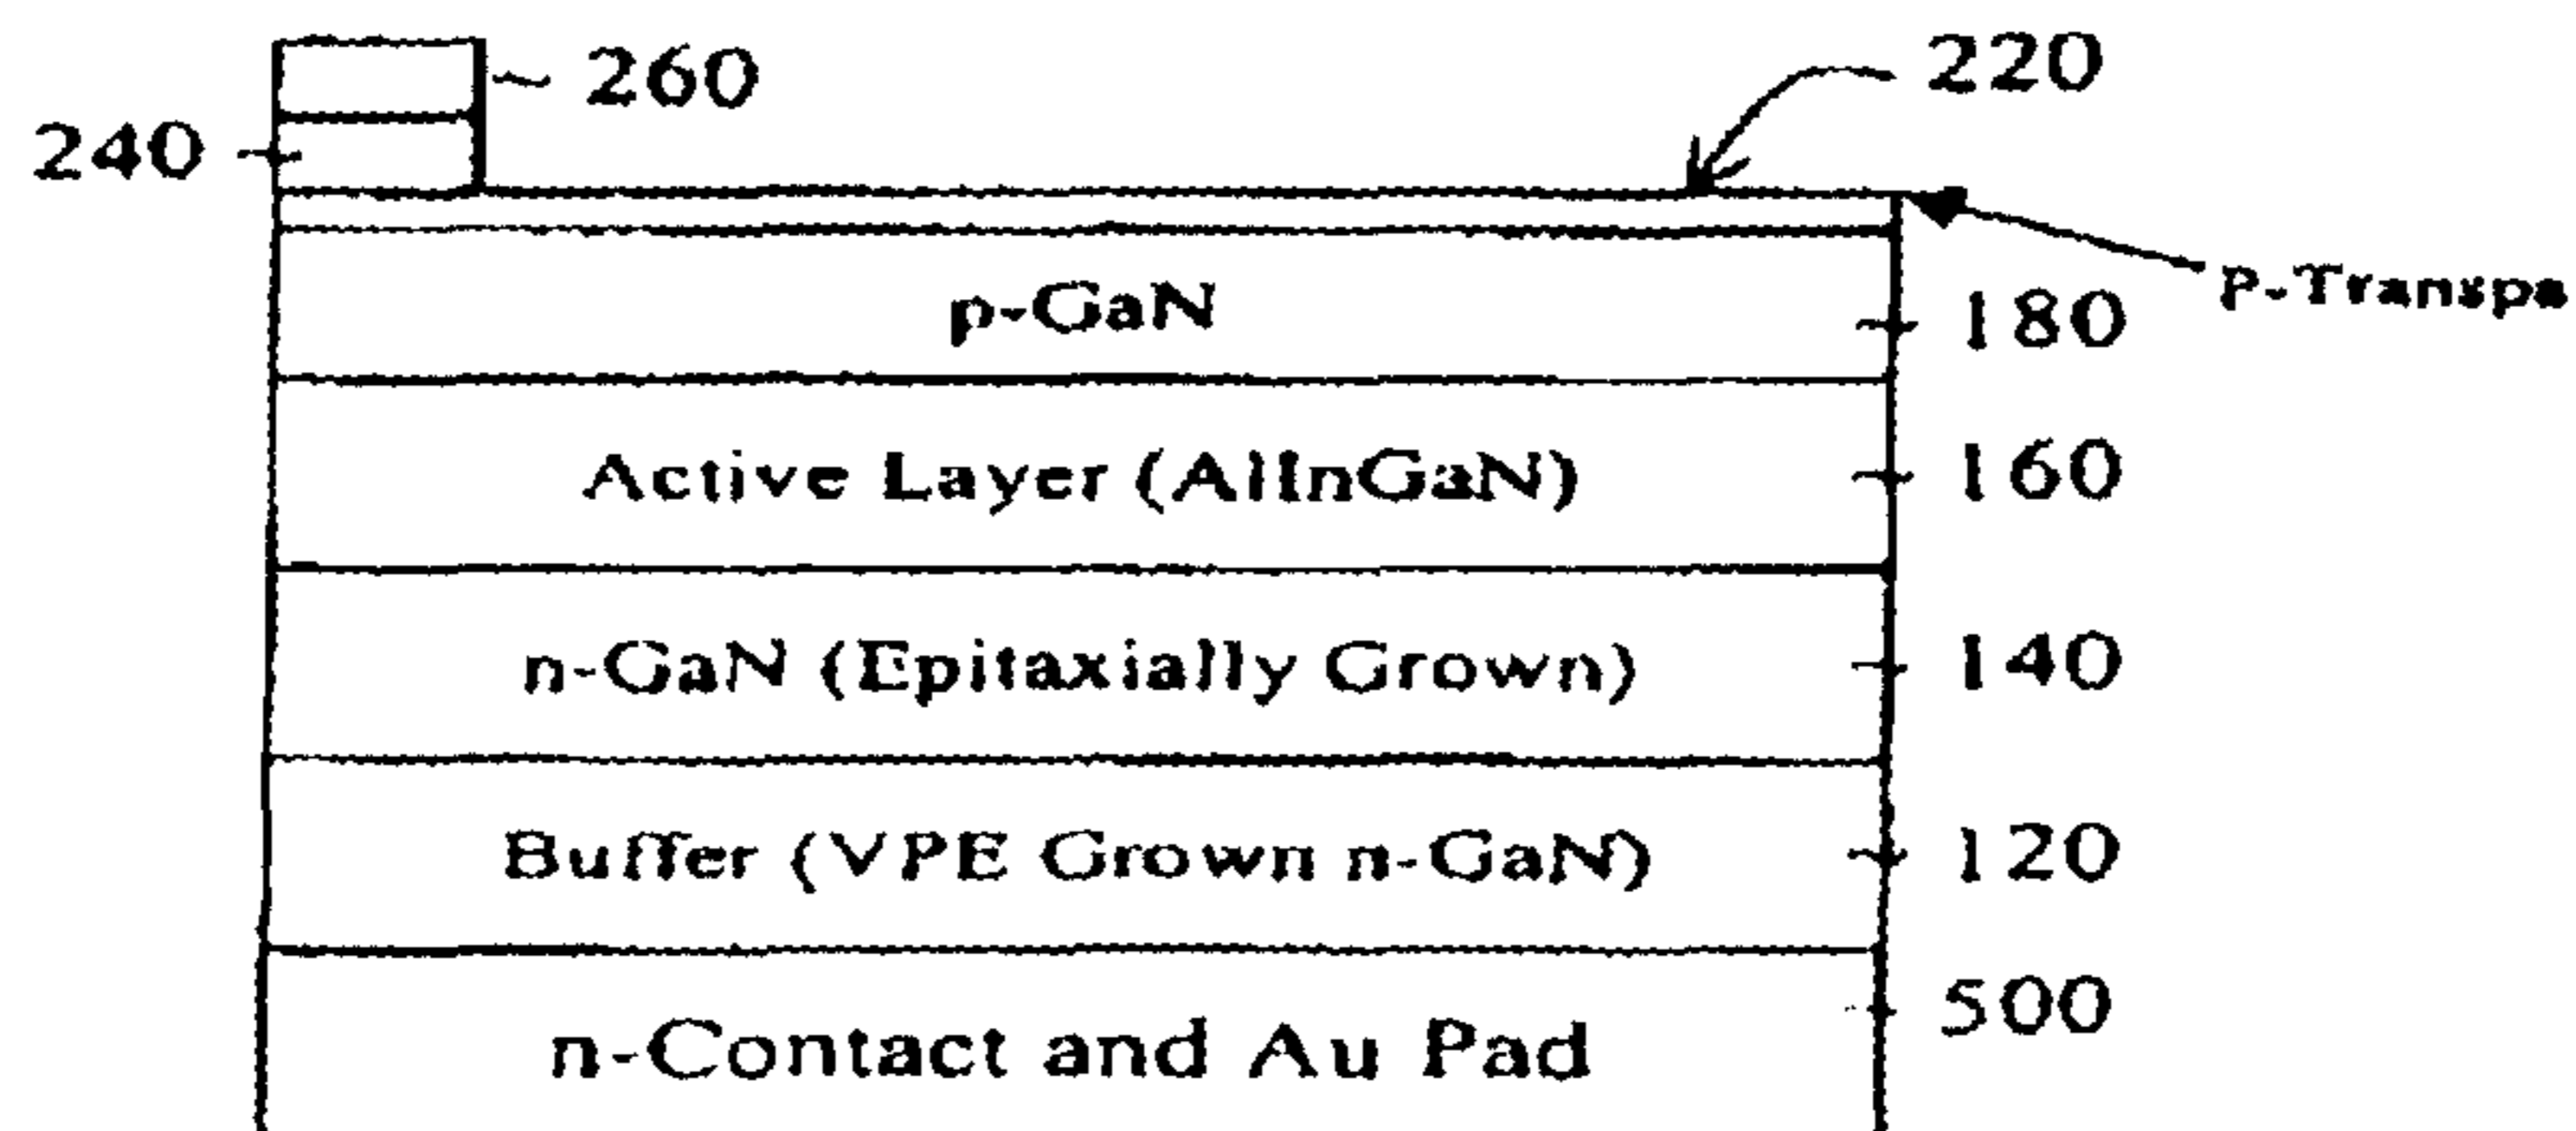 260
220
240
P-Transpa
p-GaN
180
Active Layer (AlInGaN)
160
n-GaN (Epitaxially Grown)
140
Buffer (VPE Grown n-GaN)
120
500
n-Contact and Au Pad